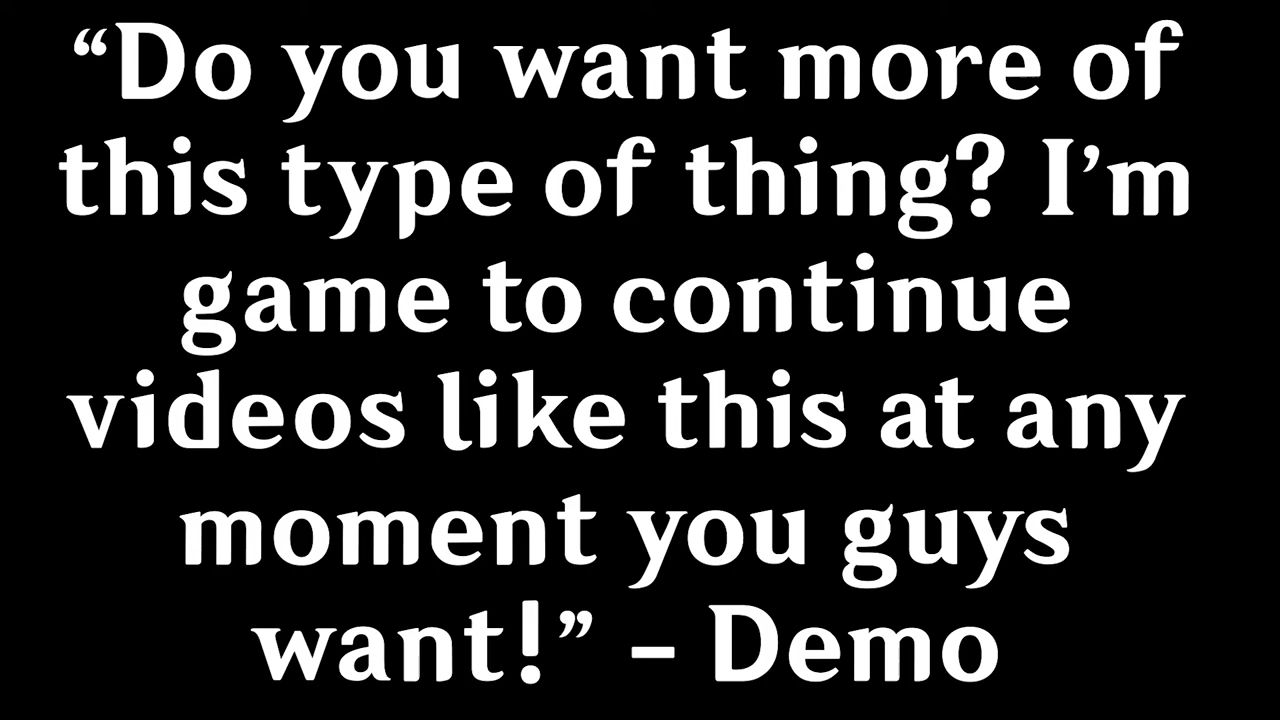 “Do you want more of
this type of thing? I’m
game to continue
videos like this at any
moment you guys
want!” – Demo